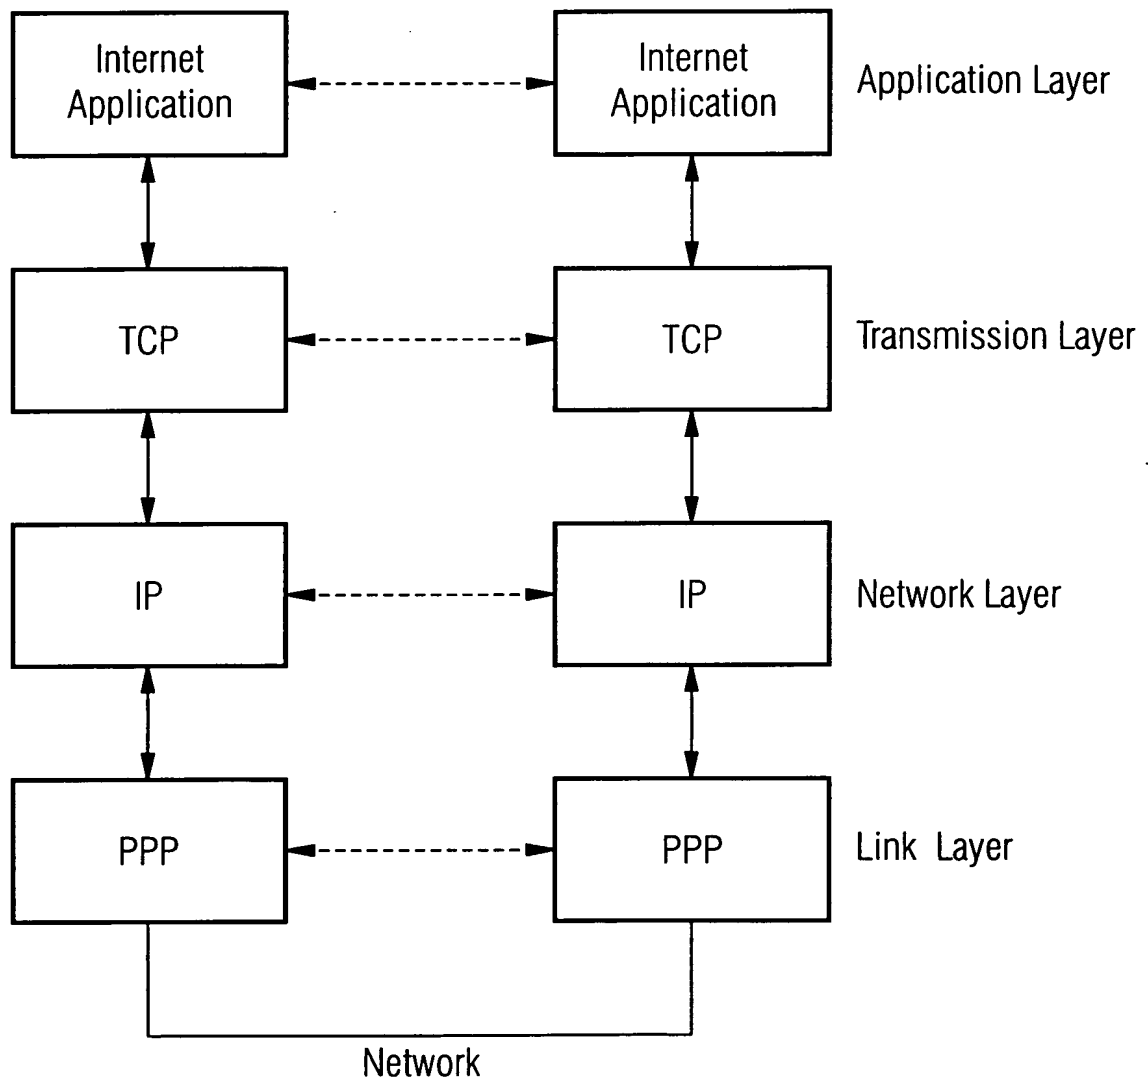 Internet
Application
Internet
Application
Application Layer
TCP
TCP
Transmission Layer
IP
IP
Network Layer
PPP
PPP
Link Layer
Network